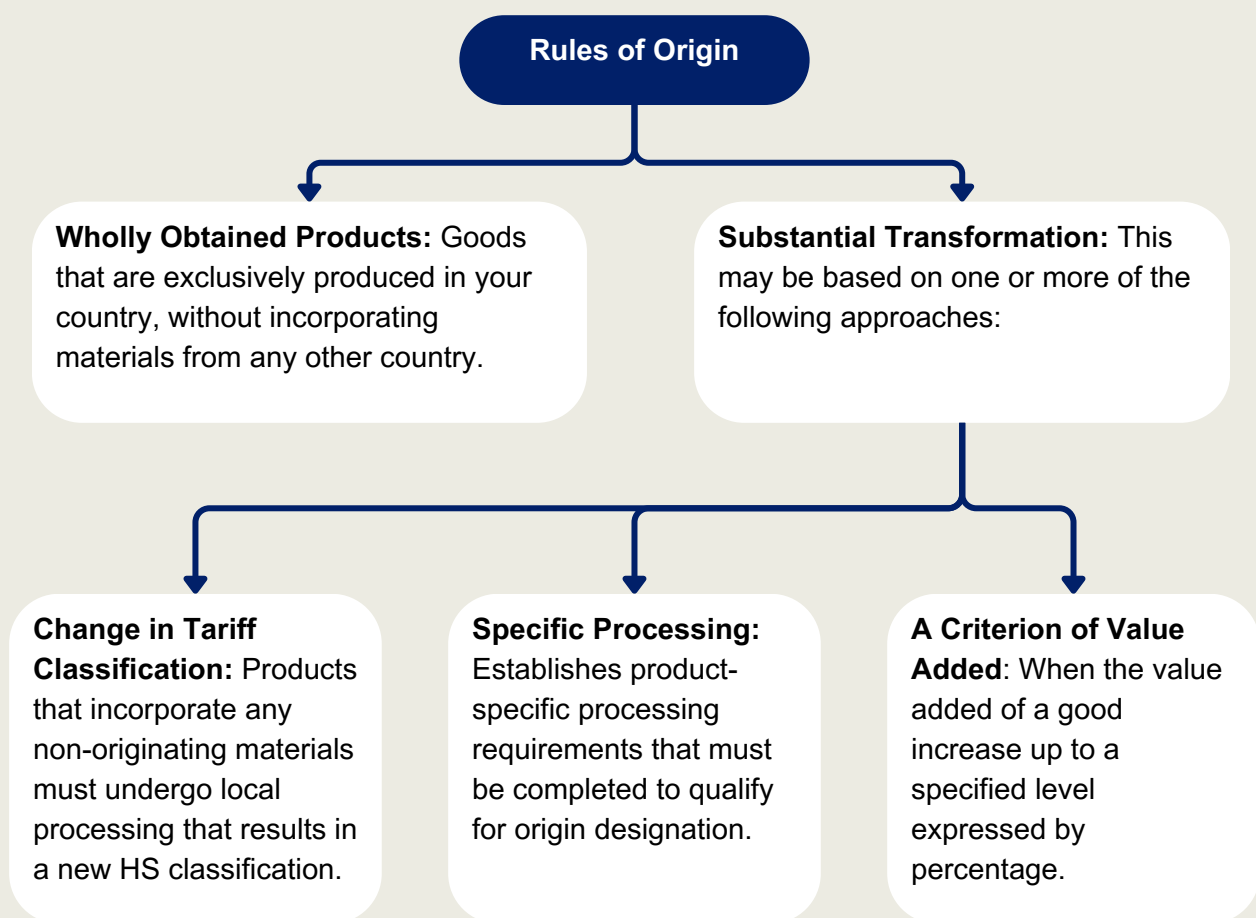 Rules of Origin
Wholly Obtained Products: Goods
that are exclusively produced in your
country, without incorporating
materials from any other country.
Substantial Transformation: This
may be based on one or more of the
following approaches:
Change in Tariff
Classification: Products
that incorporate any
non-originating materials
must undergo local
processing that results in
a new HS classification.
Specific Processing:
Establishes product-
specific processing
requirements that must
be completed to qualify
for origin designation.
A Criterion of Value
Added: When the value
added of a good
increase up to a
specified level
expressed by
percentage.